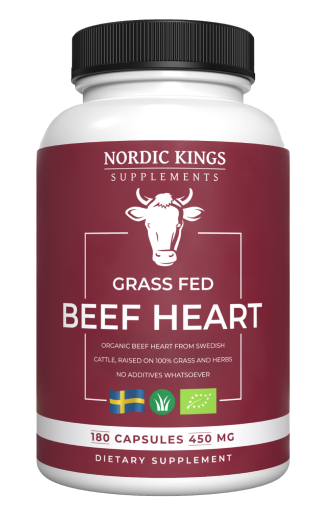 NORDIC KINGS
SUPPLEMENTS
GRASS FED
BEEF HEART
ORGANIC BEEF HEART FROM SWEDISH
CATTLE, RAISED ON 100% GRASS AND HERBS
NO ADDITIVES WHATSOEVER
180 CAPSULES 450 MG
DIETARY SUPPLEMENT